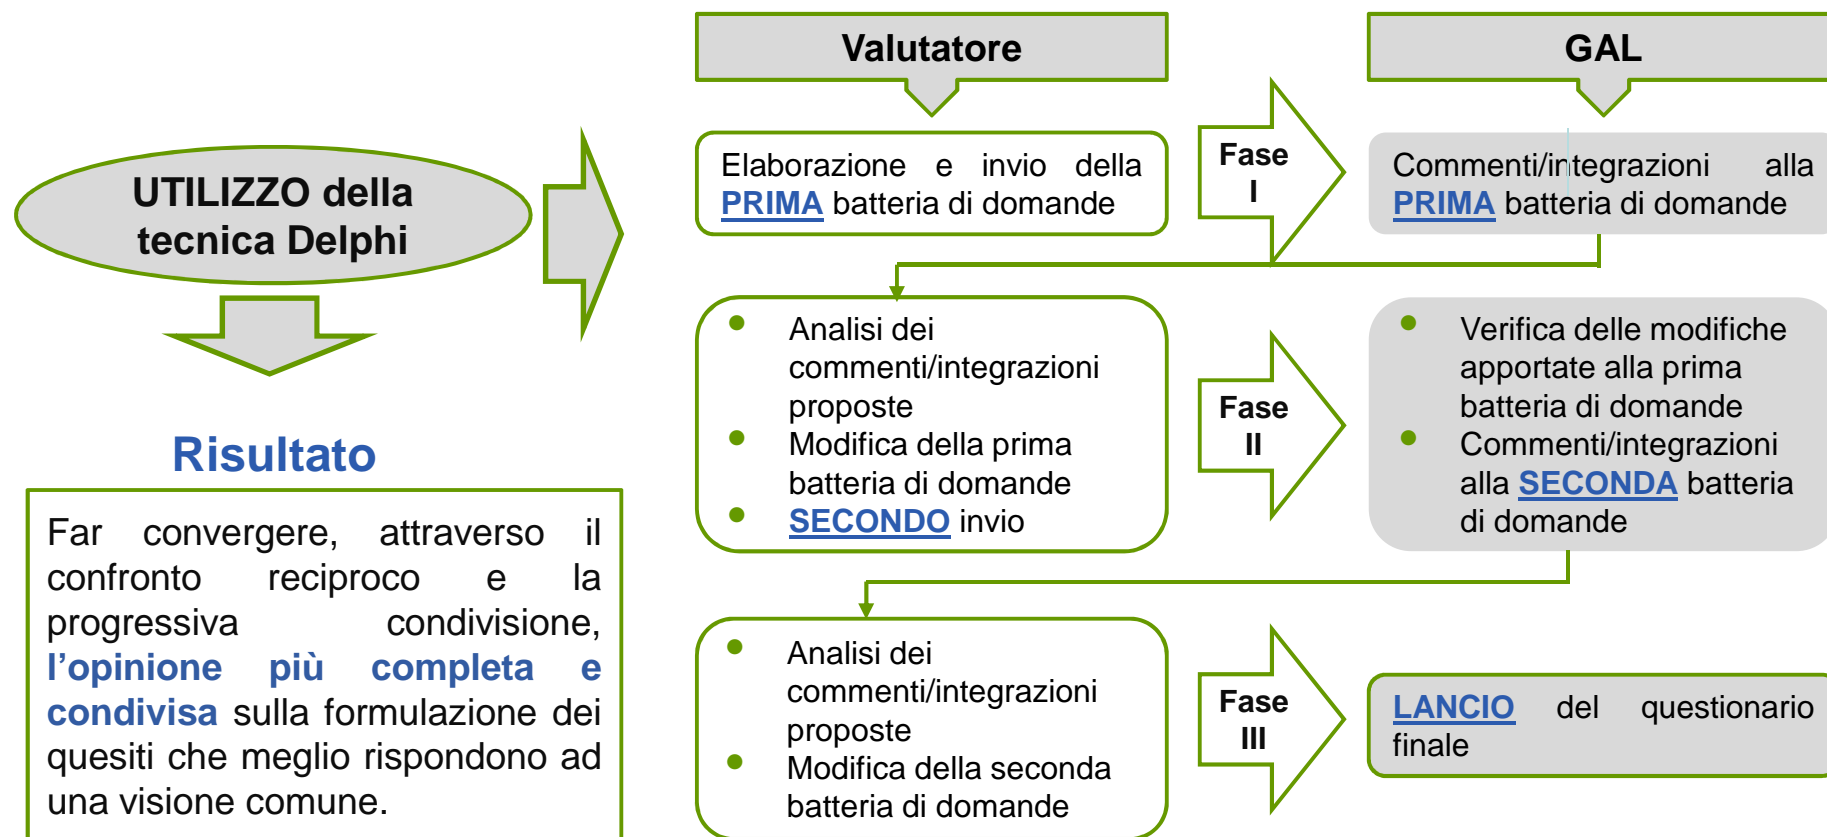 UTILIZZO della
tecnica Delphi
Risultato
Far convergere, attraverso il
confronto reciproco e la
progressiva condivisione,
l’opinione più completa e
condivisa sulla formulazione dei
quesiti che meglio rispondono ad
una visione comune.
Valutatore
GAL
Elaborazione e invio della
PRIMA batteria di domande
Fase
I
Commenti/integrazioni alla
PRIMA batteria di domande
Analisi dei
commenti/integrazioni
proposte
Modifica della prima
batteria di domande
SECONDO invio
Fase
II
Verifica delle modifiche
apportate alla prima
batteria di domande
Commenti/integrazioni
alla SECONDA batteria
di domande
Analisi dei
commenti/integrazioni
proposte
Modifica della seconda
batteria di domande
Fase
III
LANCIO del questionario
finale